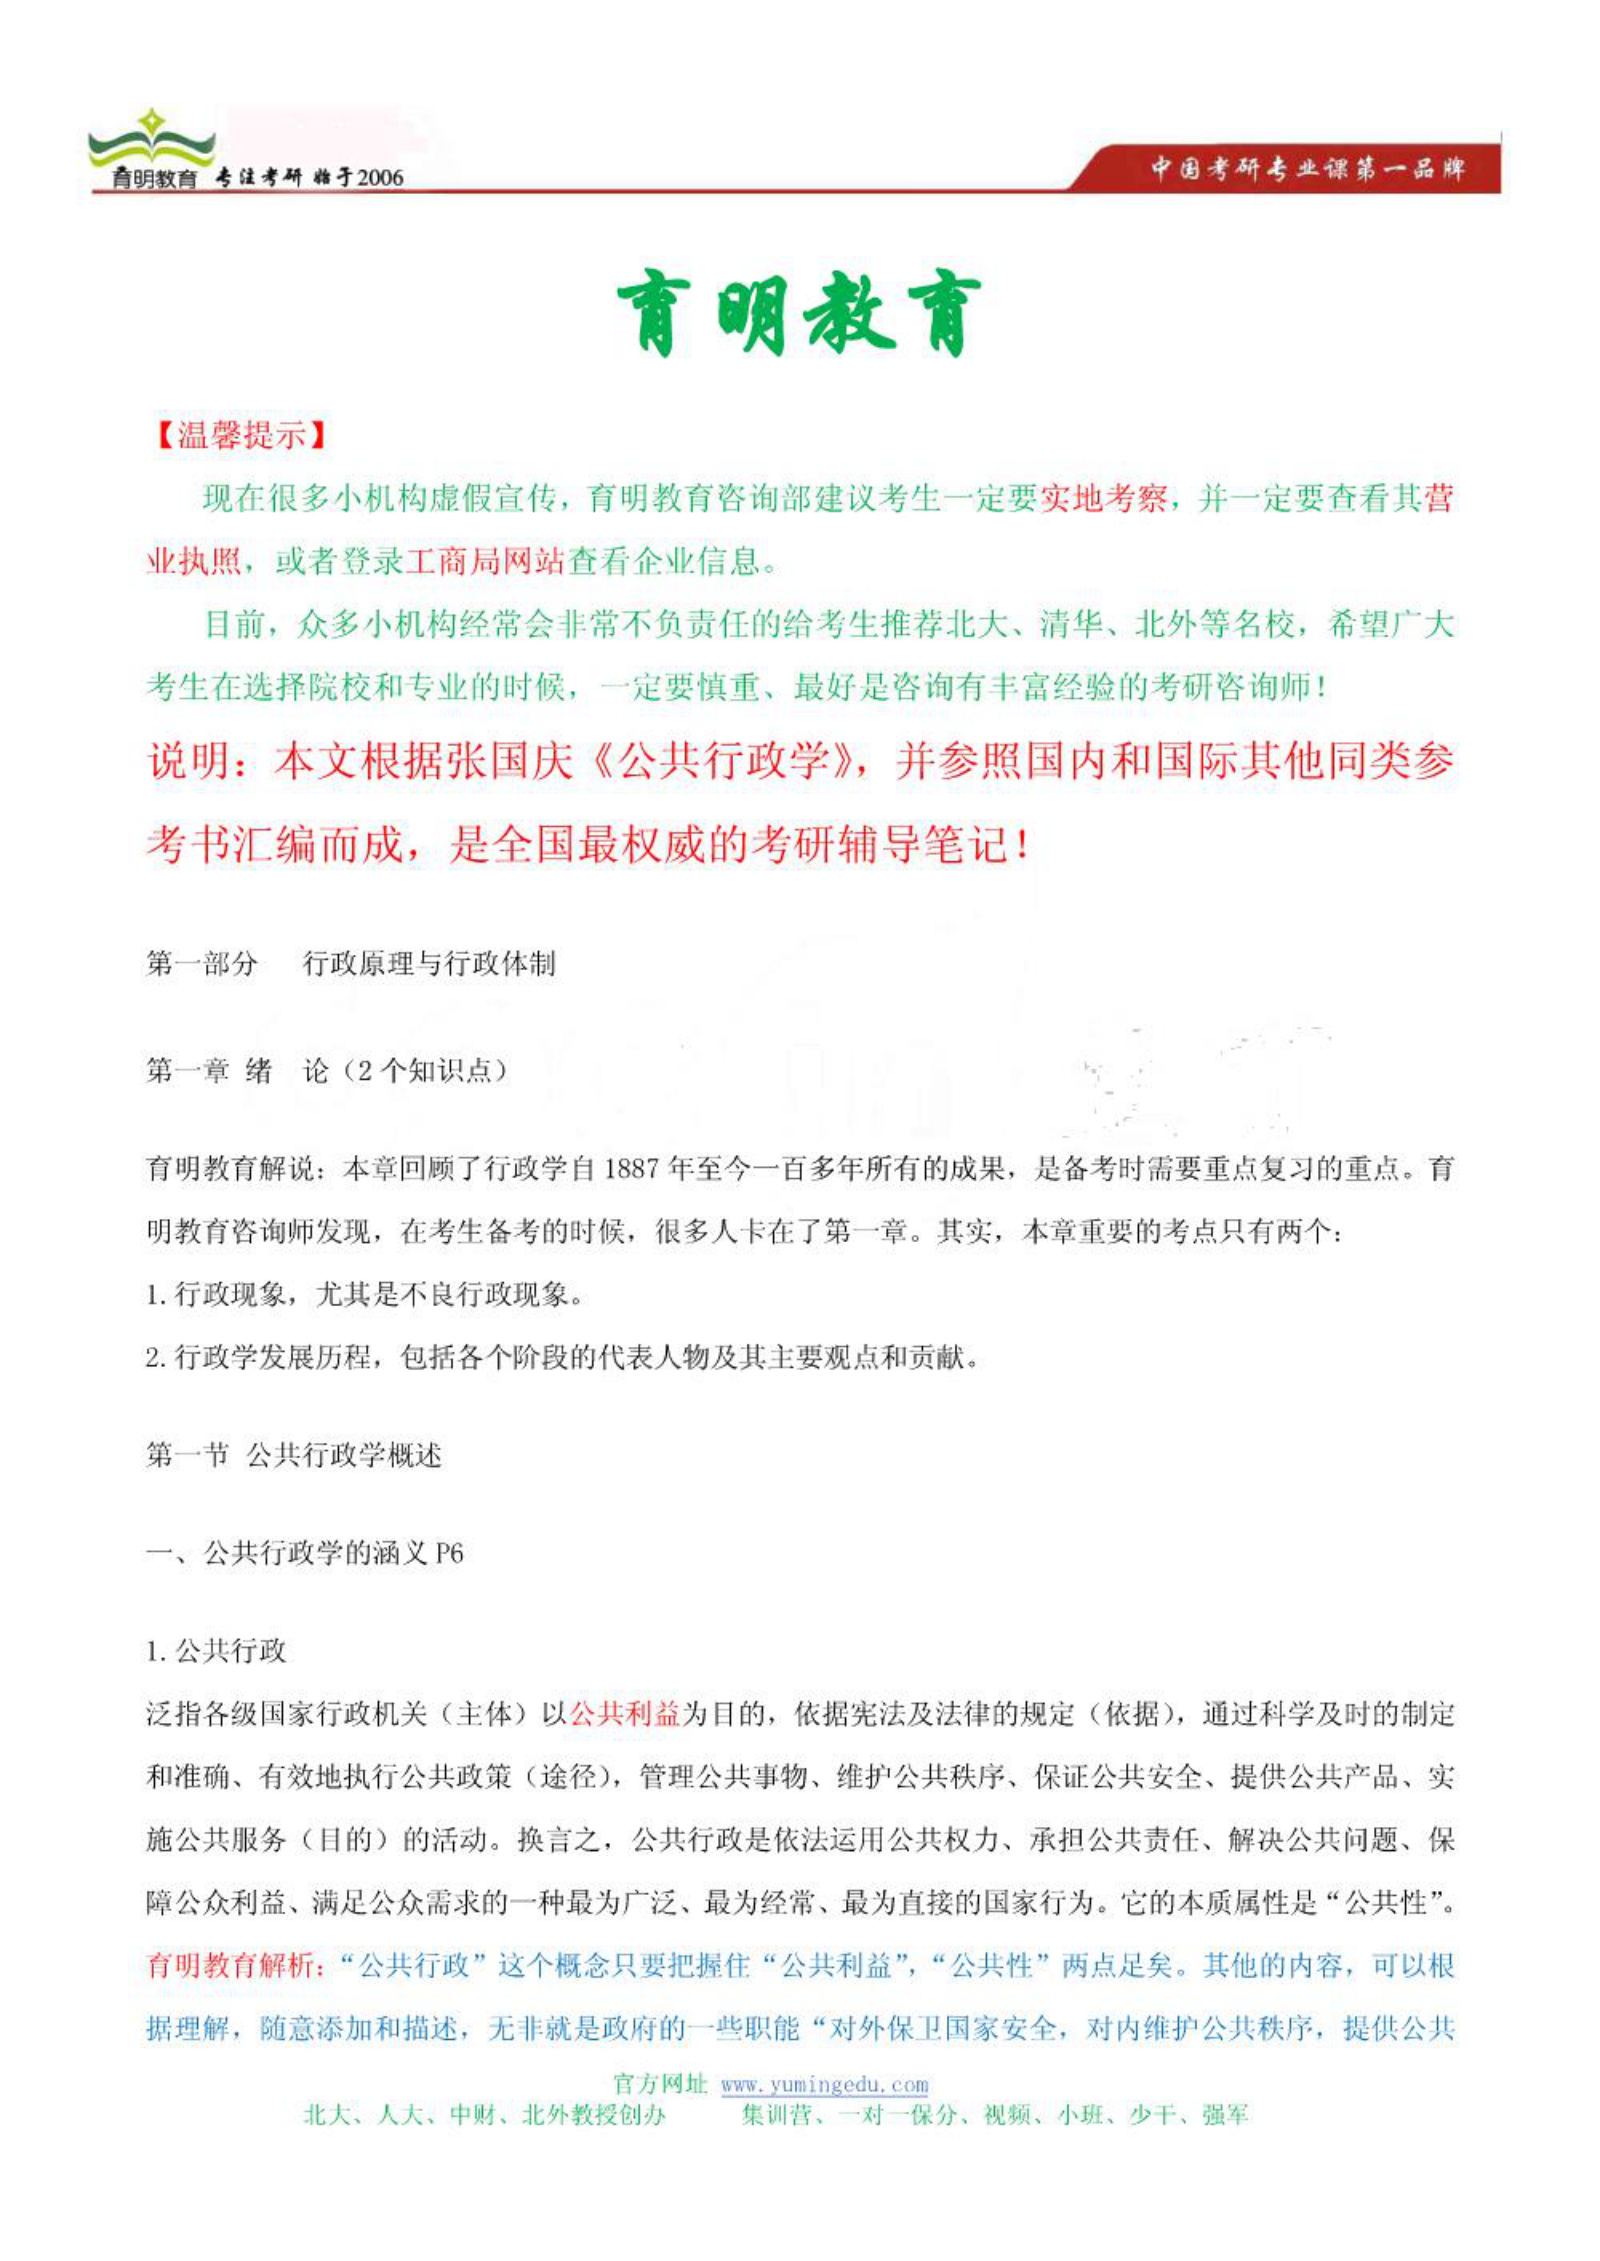 育明教育 专注考研 始于2006
中国考研专业课第一品牌
育明教育
【温馨提示】
现在很多小机构虚假宣传，育明教育咨询部建议考生一定要实地考察，并一定要查看其营
业执照，或者登录工商局网站查看企业信息。
目前，众多小机构经常会非常不负责任的给考生推荐北大、清华、北外等名校，希望广大
考生在选择院校和专业的时候，一定要慎重、最好是咨询有丰富经验的考研咨询师！
说明：本文根据张国庆《公共行政学》，并参照国内和国际其他同类参
考书汇编而成，是全国最权威的考研辅导笔记！
第一部分 行政原理与行政体制
第一章 绪 论（2 个知识点）
育明教育解说：本章回顾了行政学自 1887 年至今一百多年所有的成果，是备考时需要重点复习的重点。育
明教育咨询师发现，在考生备考的时候，很多人卡在了第一章。其实，本章重要的考点只有两个：
1. 行政现象，尤其是不良行政现象。
2. 行政学发展历程，包括各个阶段的代表人物及其主要观点和贡献。
第一节 公共行政学概述
一、公共行政学的涵义 P6
1. 公共行政
泛指各级国家行政机关（主体）以公共利益为目的，依据宪法及法律的规定（依据），通过科学及时的制定
和准确、有效地执行公共政策（途径），管理公共事物、维护公共秩序、保证公共安全、提供公共产品、实
施公共服务（目的）的活动。换言之，公共行政是依法运用公共权力、承担公共责任、解决公共问题、保
障公众利益、满足公众需求的一种最为广泛、最为经常、最为直接的国家行为。它的本质属性是“公共性”。
育明教育解析：“公共行政”这个概念只要把握住“公共利益”，“公共性”两点足矣。其他的内容，可以根
据理解，随意添加和描述，无非就是政府的一些职能“对外保卫国家安全，对内维护公共秩序，提供公共
官方网址 www.yumingedu.com
北大、人大、中财、北外教授创办 集训营、一对一保分、视频、小班、少干、强军